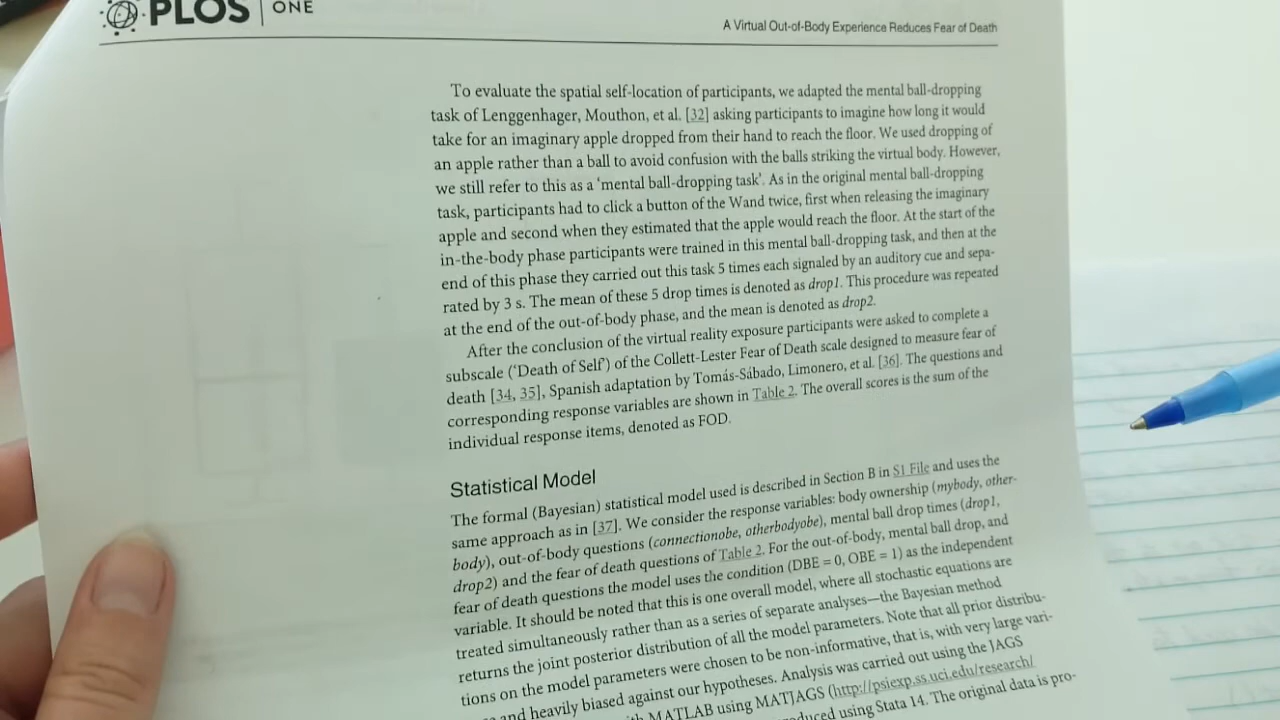 PLOS | ONE
A Virtual Out-of-Body Experience Reduces Fear of Death
To evaluate the spatial self-location of participants, we adapted the mental ball-dropping
task of Lenggenhager, Mouthon, et al. [32] asking participants to imagine how long it would
take for an imaginary apple dropped from their hand to reach the floor. We used dropping of
an apple rather than a ball to avoid confusion with the balls striking the virtual body. However,
we still refer to this as a ‘mental ball-dropping task’. As in the original mental ball-dropping
task, participants had to click a button of the Wand twice, first when releasing the imaginary
apple and second when they estimated that the apple would reach the floor. At the start of the
in-the-body phase participants were trained in this mental ball-dropping task, and then at the
end of this phase they carried out this task 5 times each signaled by an auditory cue and sepa-
rated by 3 s. The mean of these 5 drop times is denoted as drop1. This procedure was repeated
at the end of the out-of-body phase, and the mean is denoted as drop2.
After the conclusion of the virtual reality exposure participants were asked to complete a
subscale (‘Death of Self’) of the Collett-Lester Fear of Death scale designed to measure fear of
death [34, 35], Spanish adaptation by Tomás-Sábado, Limonero, et al. [36]. The questions and
corresponding response variables are shown in Table 2. The overall scores is the sum of the
individual response items, denoted as FOD.
Statistical Model
The formal (Bayesian) statistical model used is described in Section B in S1 File and uses the
same approach as in [37]. We consider the response variables: body ownership (mybody, other-
body), out-of-body questions (connectionobe, otherbodyobe), mental ball drop times (drop1,
drop2) and the fear of death questions of Table 2. For the out-of-body, mental ball drop, and
fear of death questions the model uses the condition (DBE = 0, OBE = 1) as the independent
variable. It should be noted that this is one overall model, where all stochastic equations are
treated simultaneously rather than as a series of separate analyses—the Bayesian method
returns the joint posterior distribution of all the model parameters. Note that all prior distribu-
tions on the model parameters were chosen to be non-informative, that is, with very large vari-
and heavily biased against our hypotheses. Analysis was carried out using the JAGS
MATLAB using MATJAGS (http://psiexp.ss.uci.edu/research/
using Stata 14. The original data is pro-